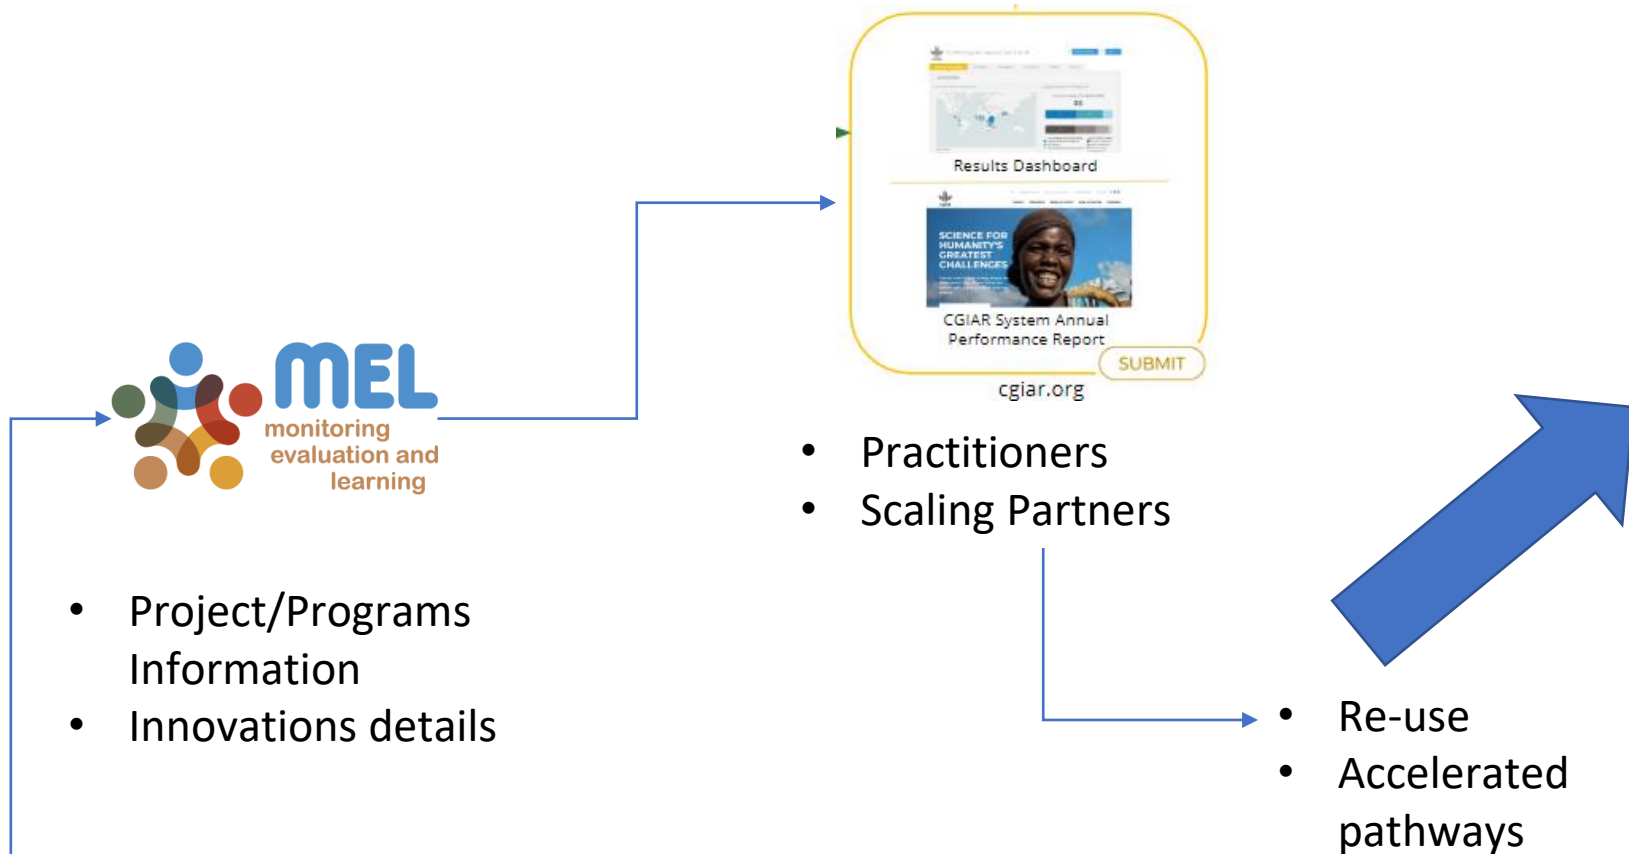 Results Dashboard
SCIENCE FOR
HUMANITY'S
GREATEST
CHALLENGES
CGIAR System Annual
Performance Report
SUBMIT
cgiar.org
MEL
monitoring
evaluation and
learning
• Practitioners
• Scaling Partners
• Project/Programs
Information
• Innovations details
• Re-use
• Accelerated
pathways